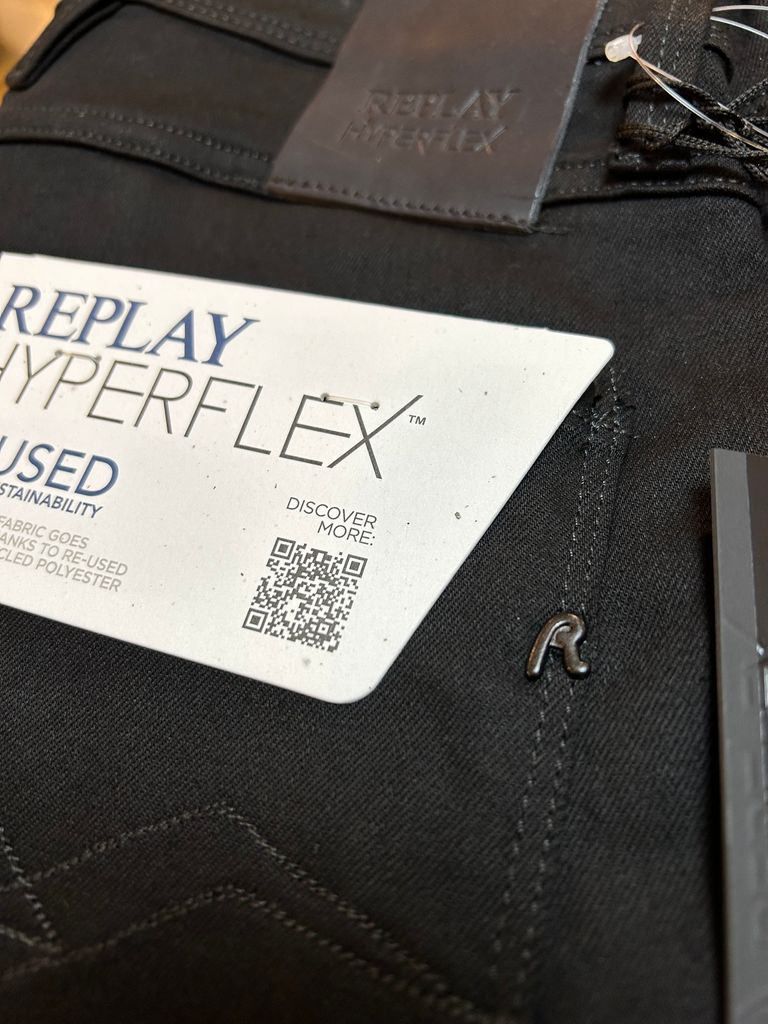 REPLAY
HYPERFLEX
REPLAY
HYPERFLEX™
USED
STAINABILITY
DISCOVER
MORE:
FABRIC GOES
ANKS TO RE-USED
CLED POLYESTER
R